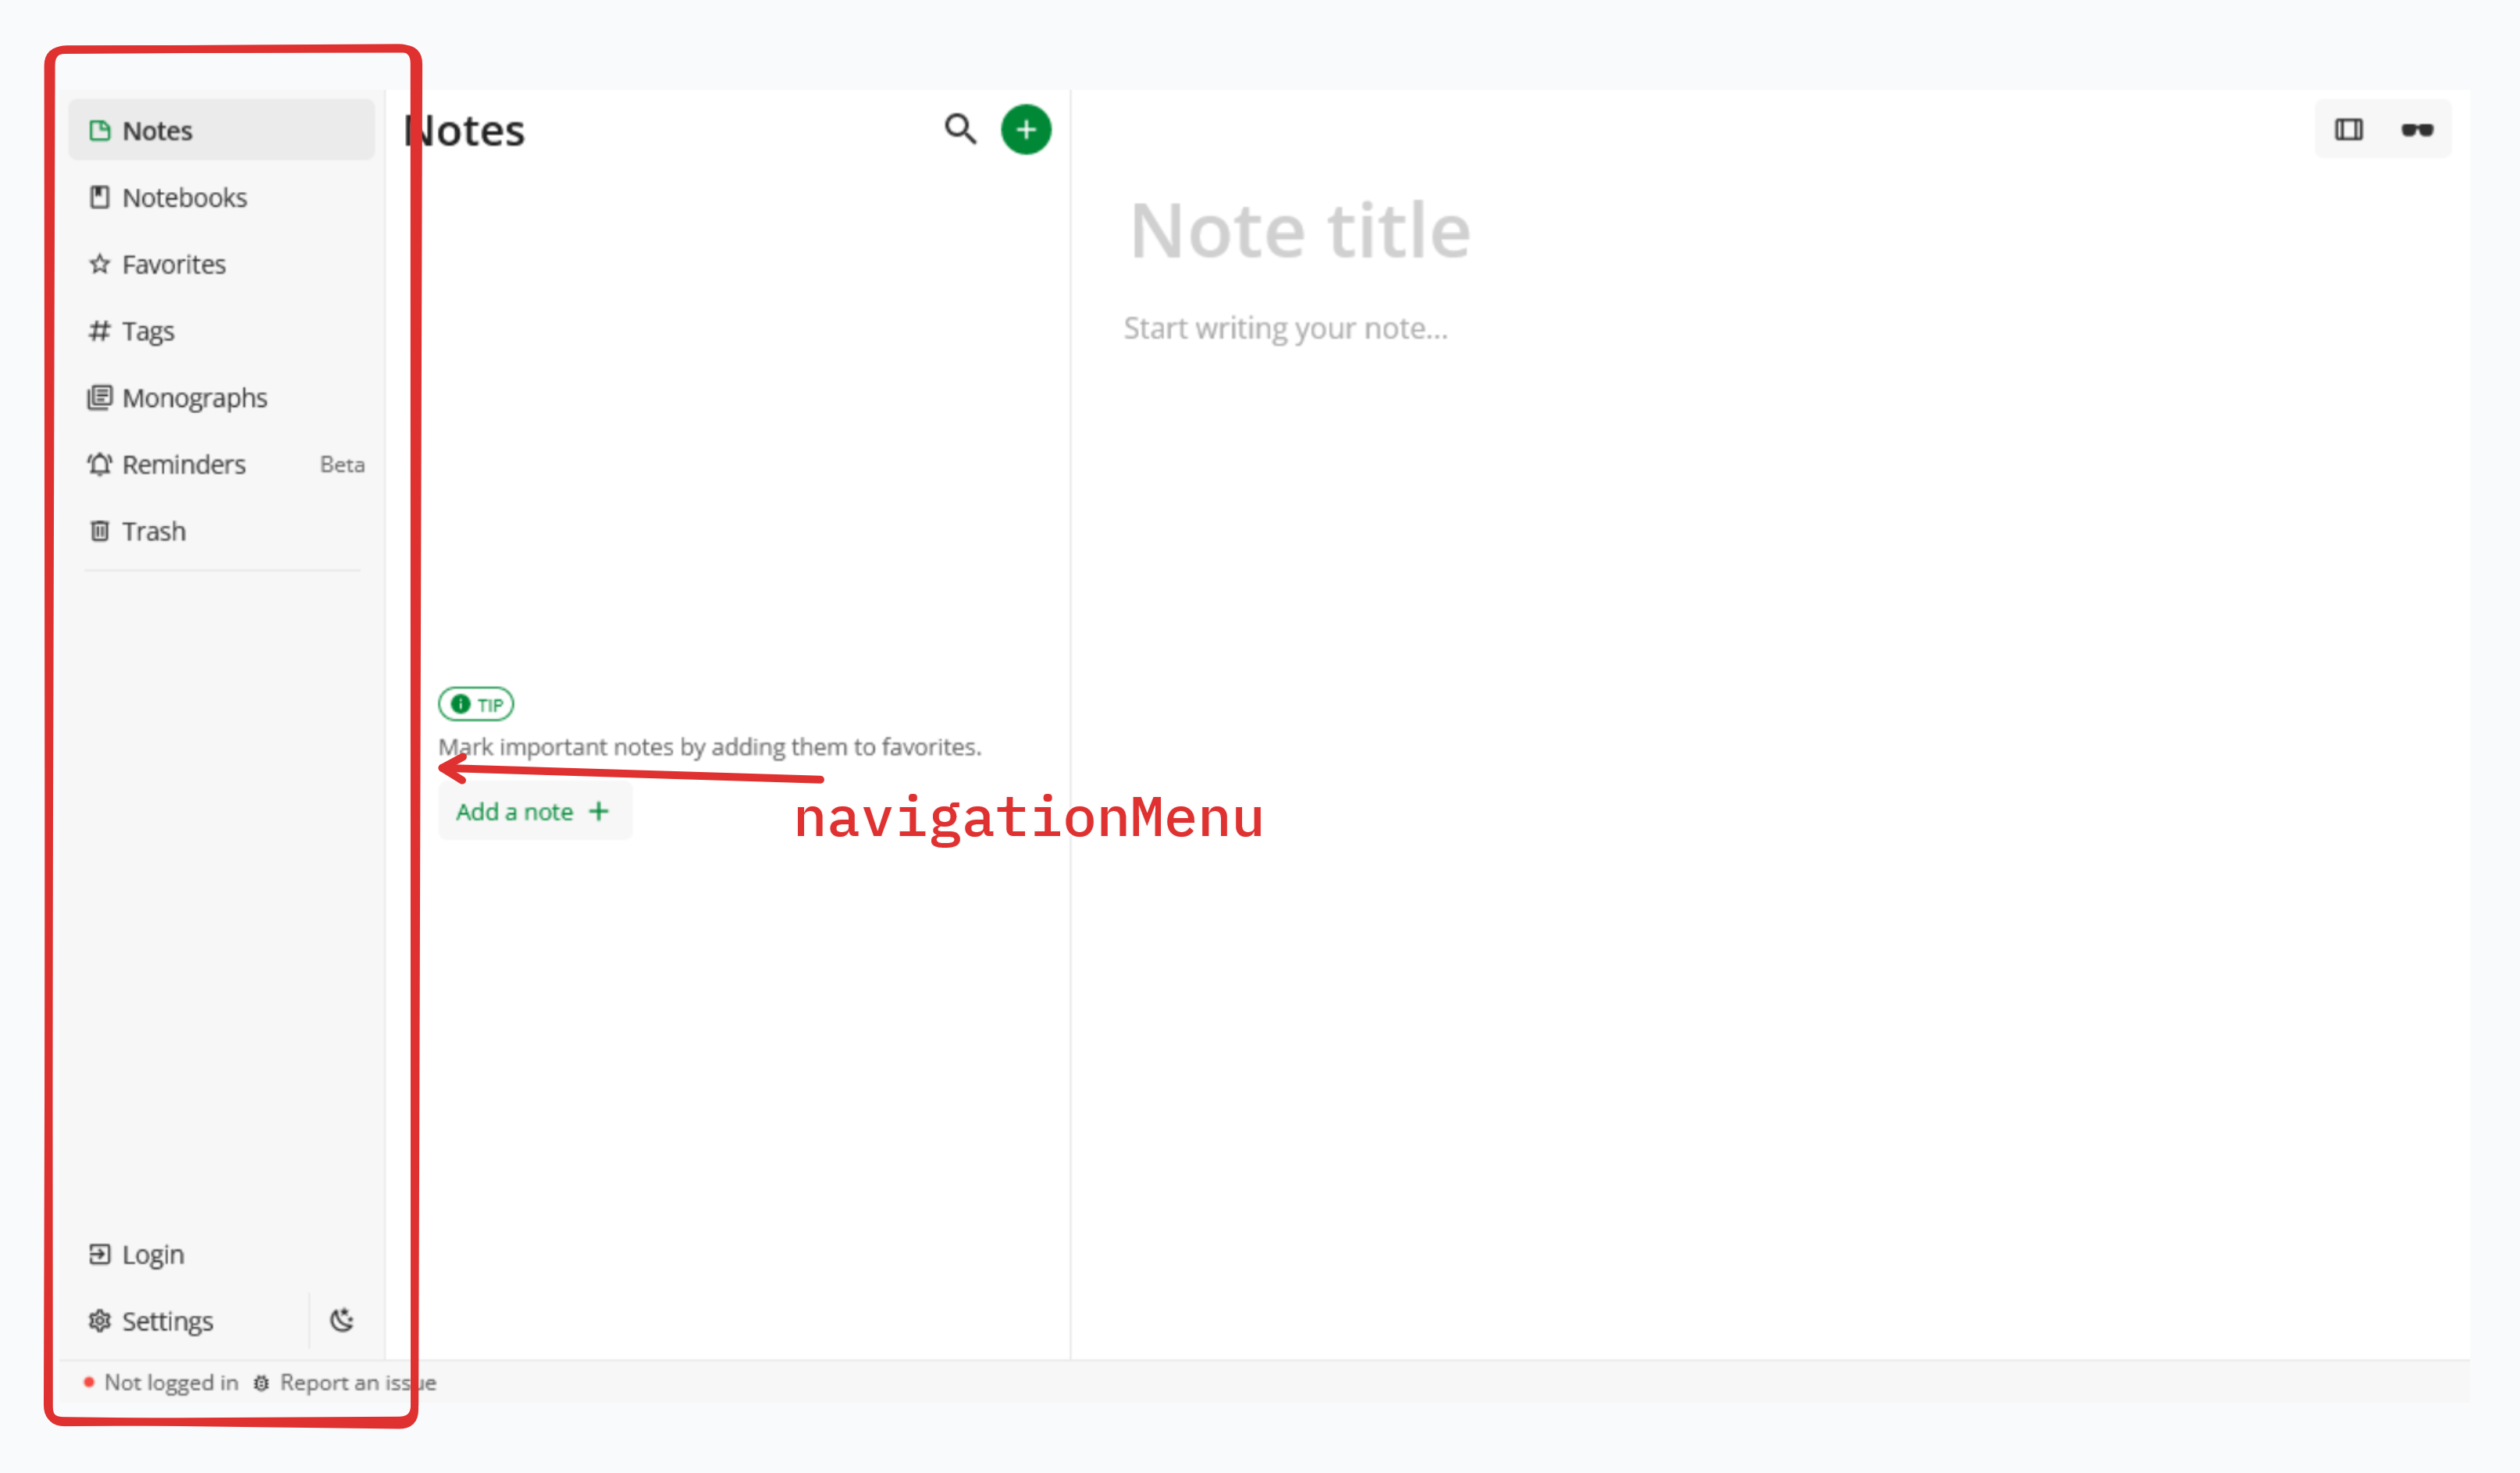 Notes
Notebooks
Favorites
Tags
Monographs
Reminders Beta
Trash
Login
Settings
Not logged in Report an issue
Notes
TIP
Mark important notes by adding them to favorites.
Add a note +
navigationMenu
Note title
Start writing your note...